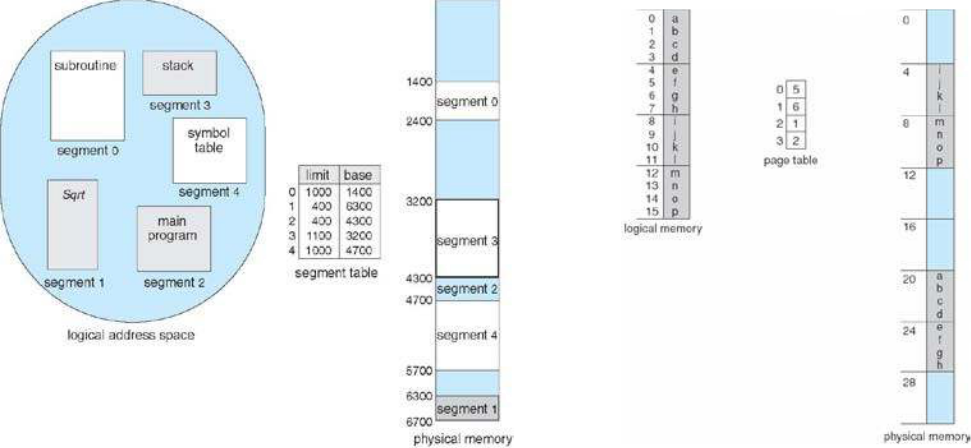 subroutine
segment 0
stack
segment 3
symbol
table
segment 4
Sqrt
segment 1
main
program
segment 2
logical address space
limit base
0 1000 1400
1 400 6300
2 400 4300
3 1100 3200
4 1000 4700
segment table
1400
segment 0
2400
3200
segment 3
4300
segment 2
4700
segment 4
5700
6300
segment 1
6700
physical memory
0 a
1 b
2 c
3 d
4 e
5 f
6 g
7 h
8 i
9 j
10 k
11 l
12 m
13 n
14 o
15 p
logical memory
0 5
1 6
2 1
3 2
page table
0
4 i
j
k
l
8 m
n
o
p
12
16
20 a
b
c
d
24 e
f
g
h
28
physical memory